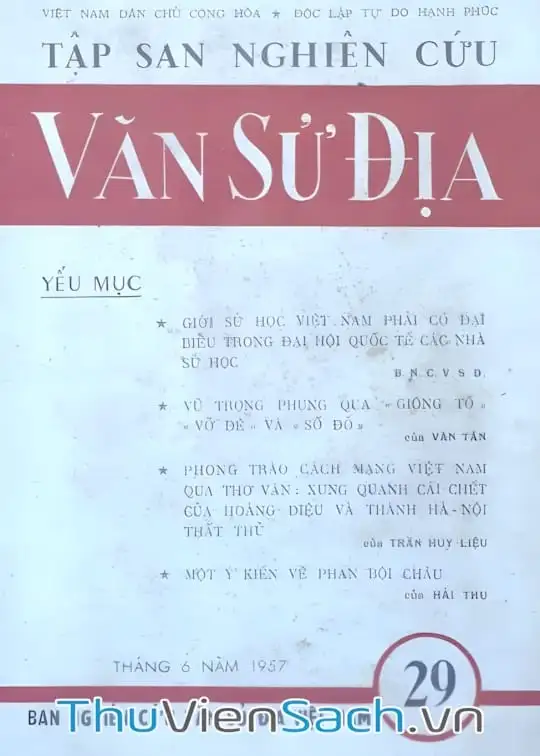 VIỆT NAM DÂN CHỦ CỘNG HÒA ★ ĐỘC LẬP TỰ DO HẠNH PHÚC
TẬP SAN NGHIÊN CỨU
VĂN SỬ ĐỊA
YẾU MỤC
★ GIỚI SỬ HỌC VIỆT NAM PHẢI CÓ ĐẠI
BIỂU TRONG ĐẠI HỘI QUỐC TẾ CÁC NHÀ
SỬ HỌC
B.N.C.V.S.Đ.
★ VŨ TRỌNG PHỤNG QUA «GIÔNG TỐ»
«VỠ ĐÊ» VÀ «SỐ ĐỎ»
của VĂN TÂN
★ PHONG TRÀO CÁCH MẠNG VIỆT NAM
QUA THƠ VĂN: XUNG QUANH CÁI CHẾT
CỦA HOÀNG DIỆU VÀ THÀNH HÀ-NỘI
THẤT THỦ
của TRẦN HUY LIỆU
★ MỘT Ý KIẾN VỀ PHAN BỘI CHÂU
của HẢI THU
THÁNG 6 NĂM 1957
29
BAN
ThuVienSach.vn